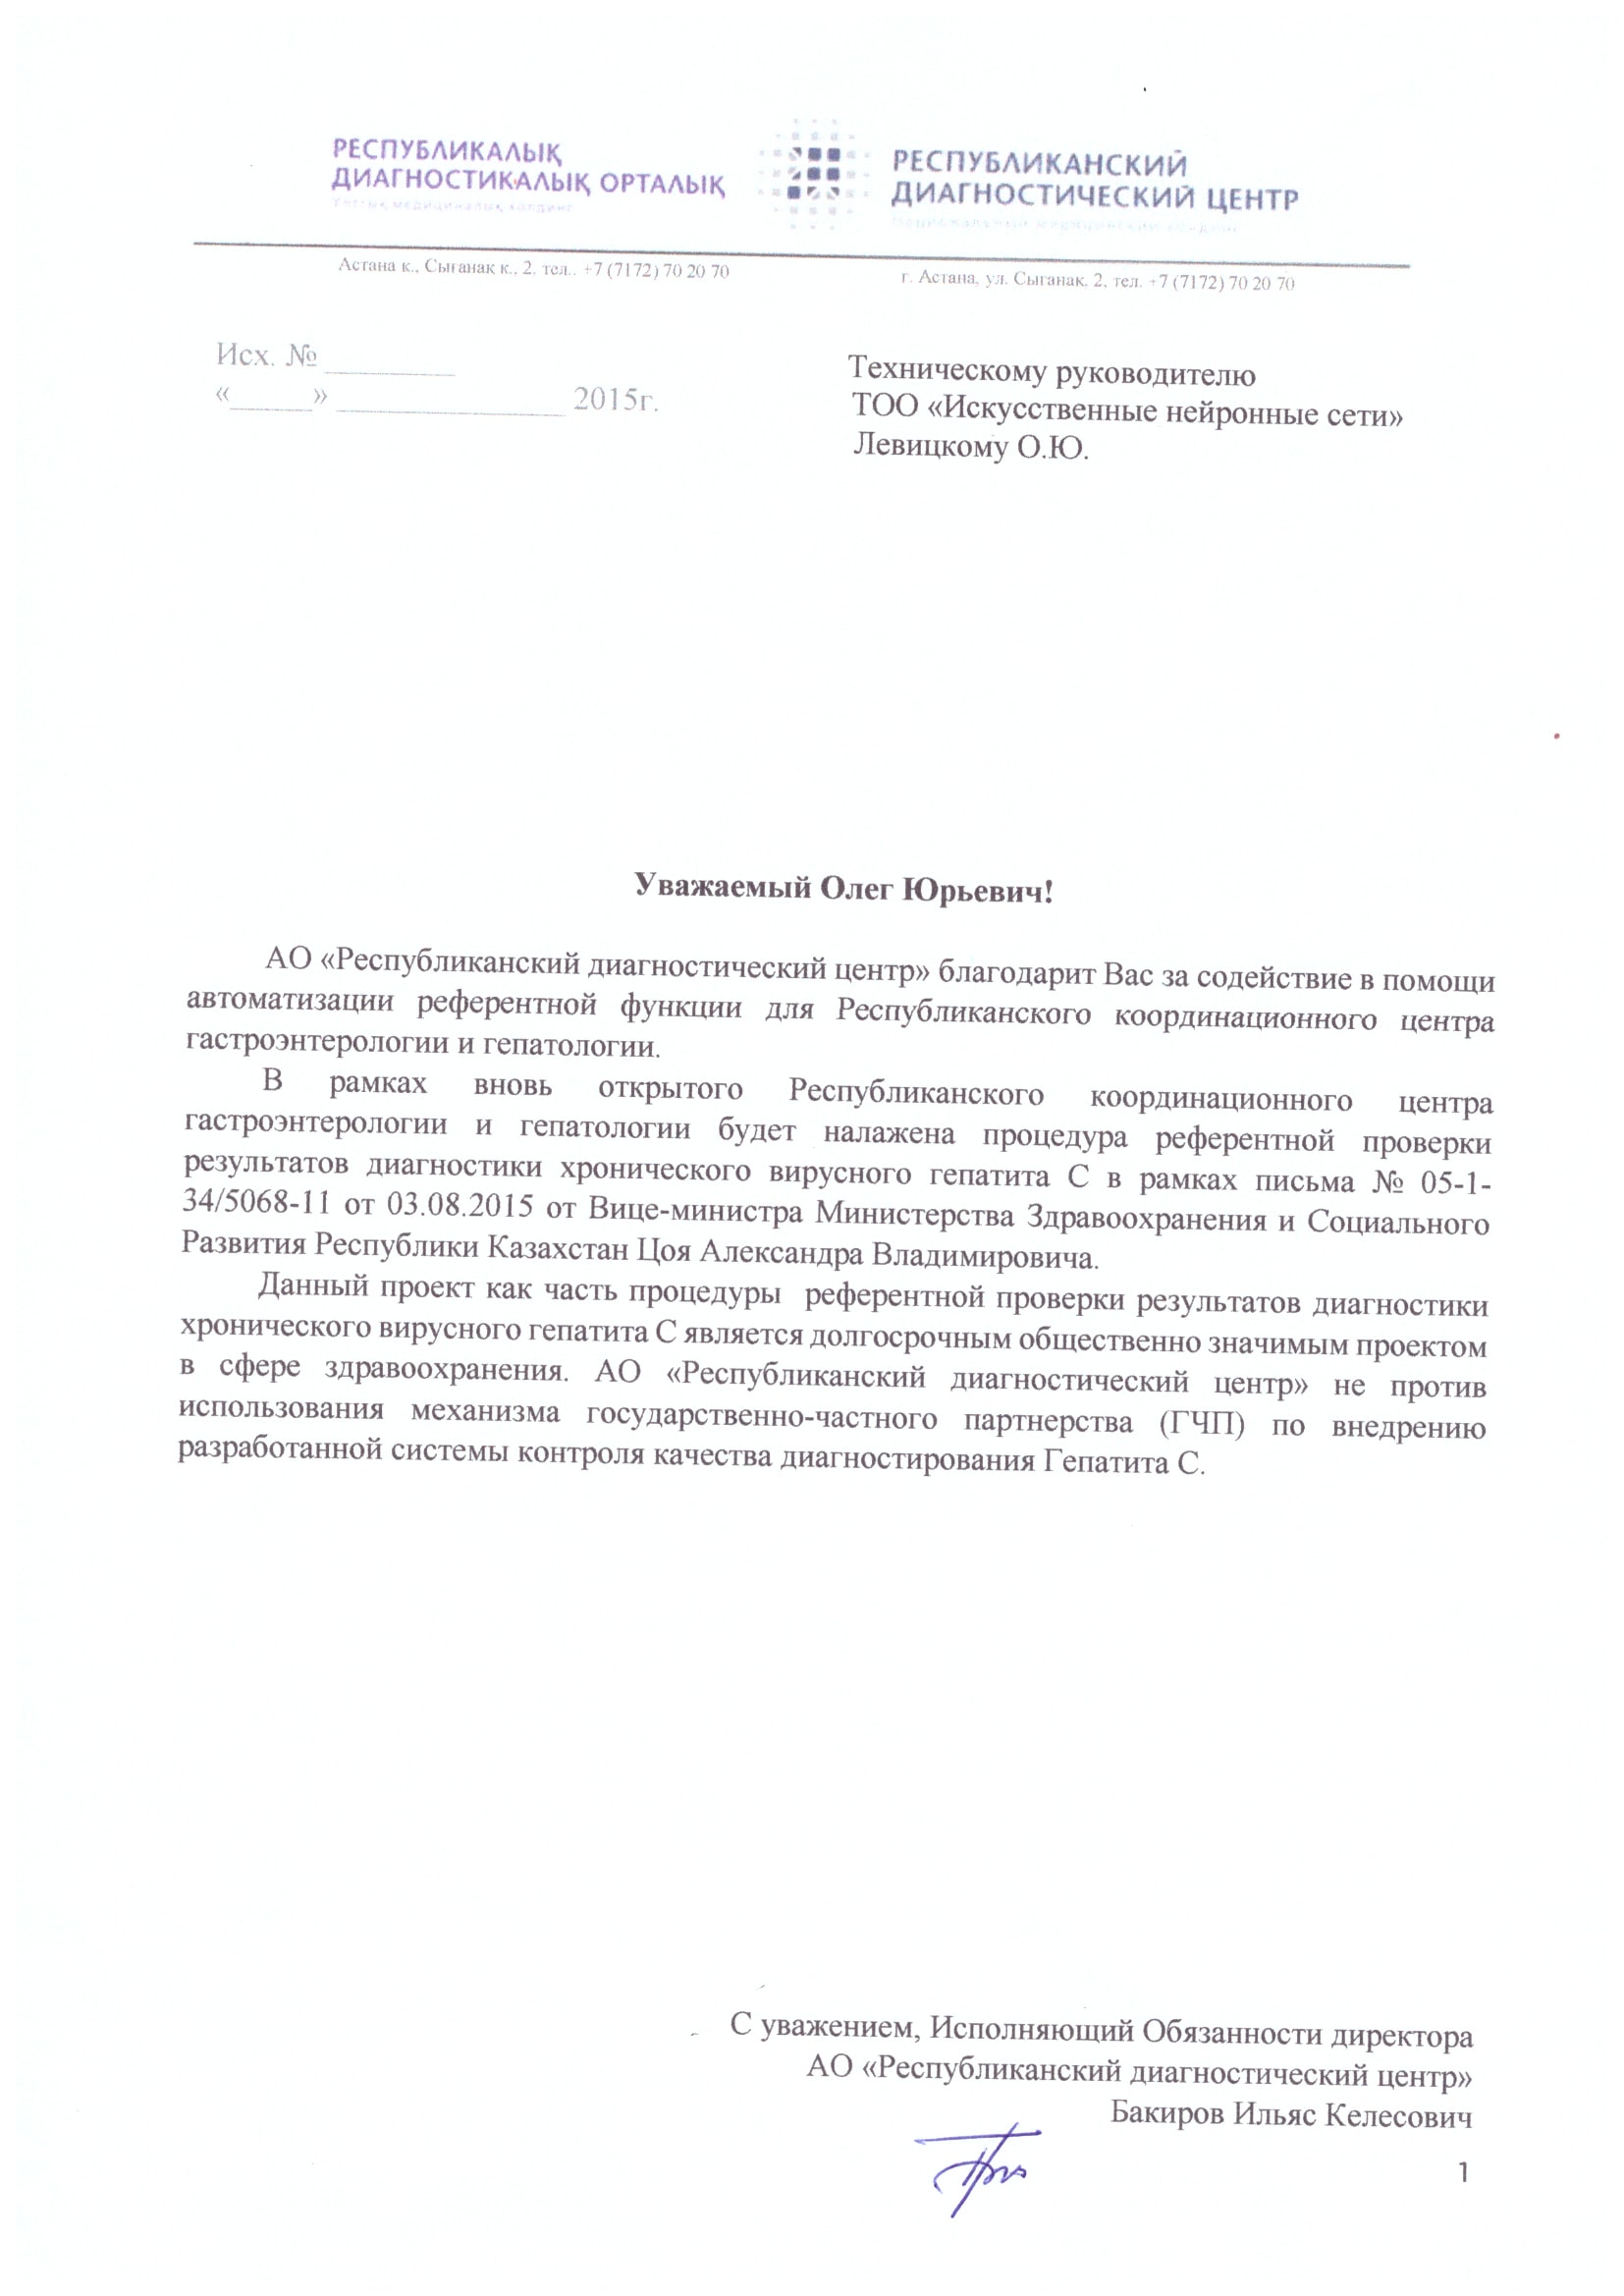 РЕСПУБЛИКАЛЫҚ
ДИАГНОСТИКАЛЫҚ ОРТАЛЫҚ
Ұлттық медициналық холдинг
РЕСПУБЛИКАНСКИЙ
ДИАГНОСТИЧЕСКИЙ ЦЕНТР
Национальный медицинский холдинг
Астана к., Сығанақ к., 2, тел.. +7 (7172) 70 20 70
г. Астана, ул. Сыганак, 2, тел. +7 (7172) 70 20 70
Исх. № ________
«_____» ______________ 2015г.
Техническому руководителю
ТОО «Искусственные нейронные сети»
Левицкому О.Ю.
Уважаемый Олег Юрьевич!
АО «Республиканский диагностический центр» благодарит Вас за содействие в помощи
автоматизации референтной функции для Республиканского координационного центра
гастроэнтерологии и гепатологии.
В рамках вновь открытого Республиканского координационного центра
гастроэнтерологии и гепатологии будет налажена процедура референтной проверки
результатов диагностики хронического вирусного гепатита С в рамках письма № 05-1-
34/5068-11 от 03.08.2015 от Вице-министра Министерства Здравоохранения и Социального
Развития Республики Казахстан Цоя Александра Владимировича.
Данный проект как часть процедуры референтной проверки результатов диагностики
хронического вирусного гепатита С является долгосрочным общественно значимым проектом
в сфере здравоохранения. АО «Республиканский диагностический центр» не против
использования механизма государственно-частного партнерства (ГЧП) по внедрению
разработанной системы контроля качества диагностирования Гепатита С.
С уважением, Исполняющий Обязанности директора
АО «Республиканский диагностический центр»
Бакиров Ильяс Келесович
1